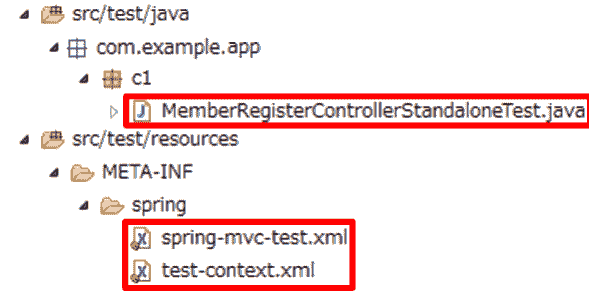 src/test/java
com.example.app
c1
MemberRegisterControllerStandaloneTest.java
src/test/resources
META-INF
spring
spring-mvc-test.xml
test-context.xml